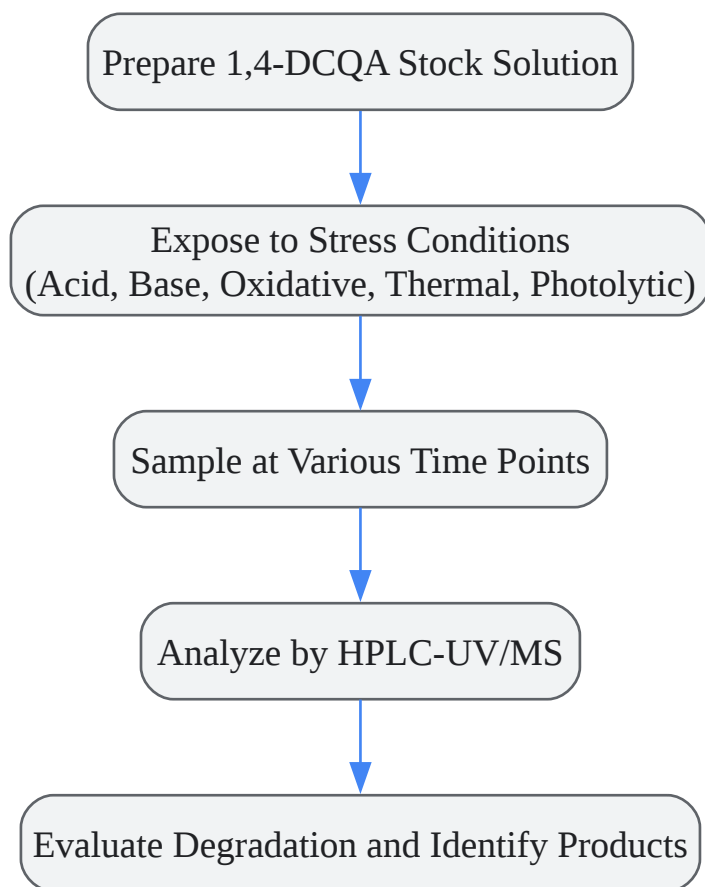 Prepare 1,4-DCQA Stock Solution
Expose to Stress Conditions
(Acid, Base, Oxidative, Thermal, Photolytic)
Sample at Various Time Points
Analyze by HPLC-UV/MS
Evaluate Degradation and Identify Products